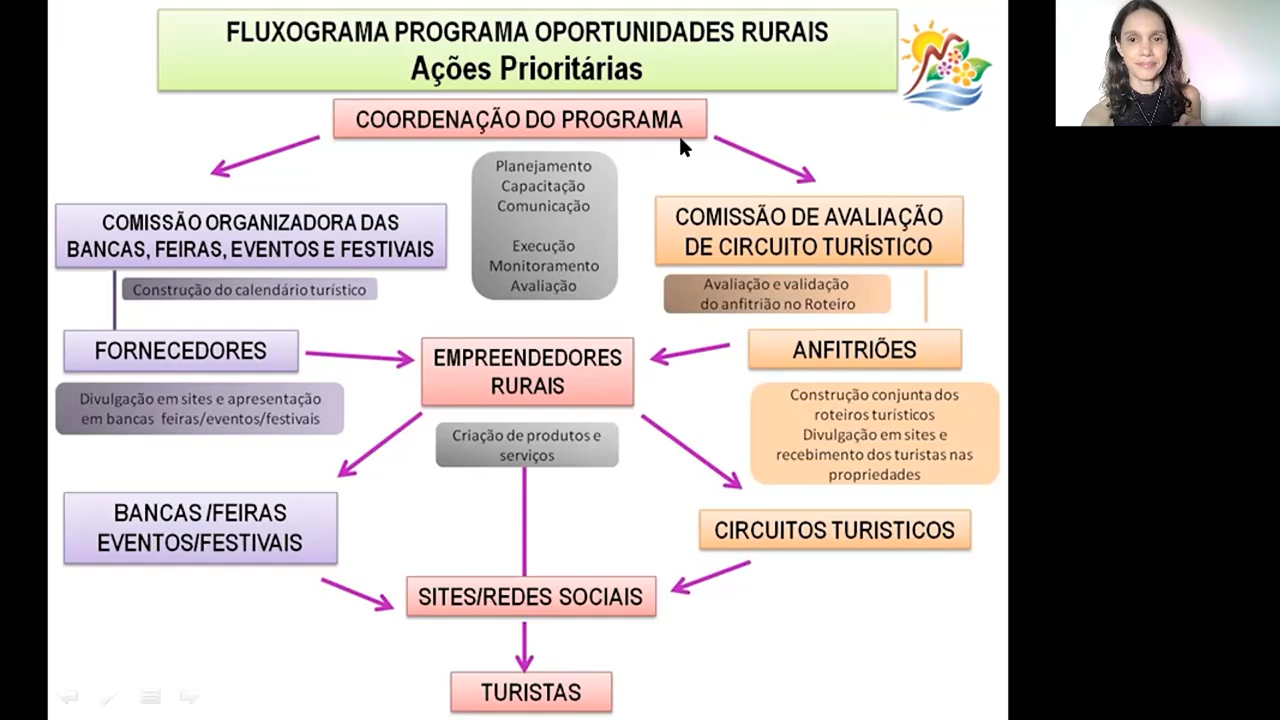 FLUXOGRAMA PROGRAMA OPORTUNIDADES RURAIS
Ações Prioritárias
COORDENAÇÃO DO PROGRAMA
Planejamento
Capacitação
Comunicação
Execução
Monitoramento
Avaliação
COMISSÃO ORGANIZADORA DAS
BANCAS, FEIRAS, EVENTOS E FESTIVAIS
Construção do calendário turístico
COMISSÃO DE AVALIAÇÃO
DE CIRCUITO TURÍSTICO
Avaliação e validação
do anfitrião no Roteiro
FORNECEDORES
Divulgação em sites e apresentação
em bancas feiras/eventos/festivais
EMPREENDEDORES
RURAIS
Criação de produtos e
serviços
ANFITRIÕES
Construção conjunta dos
roteiros turísticos
Divulgação em sites e
recebimento dos turistas nas
propriedades
BANCAS /FEIRAS
EVENTOS/FESTIVAIS
CIRCUITOS TURISTICOS
SITES/REDES SOCIAIS
TURISTAS